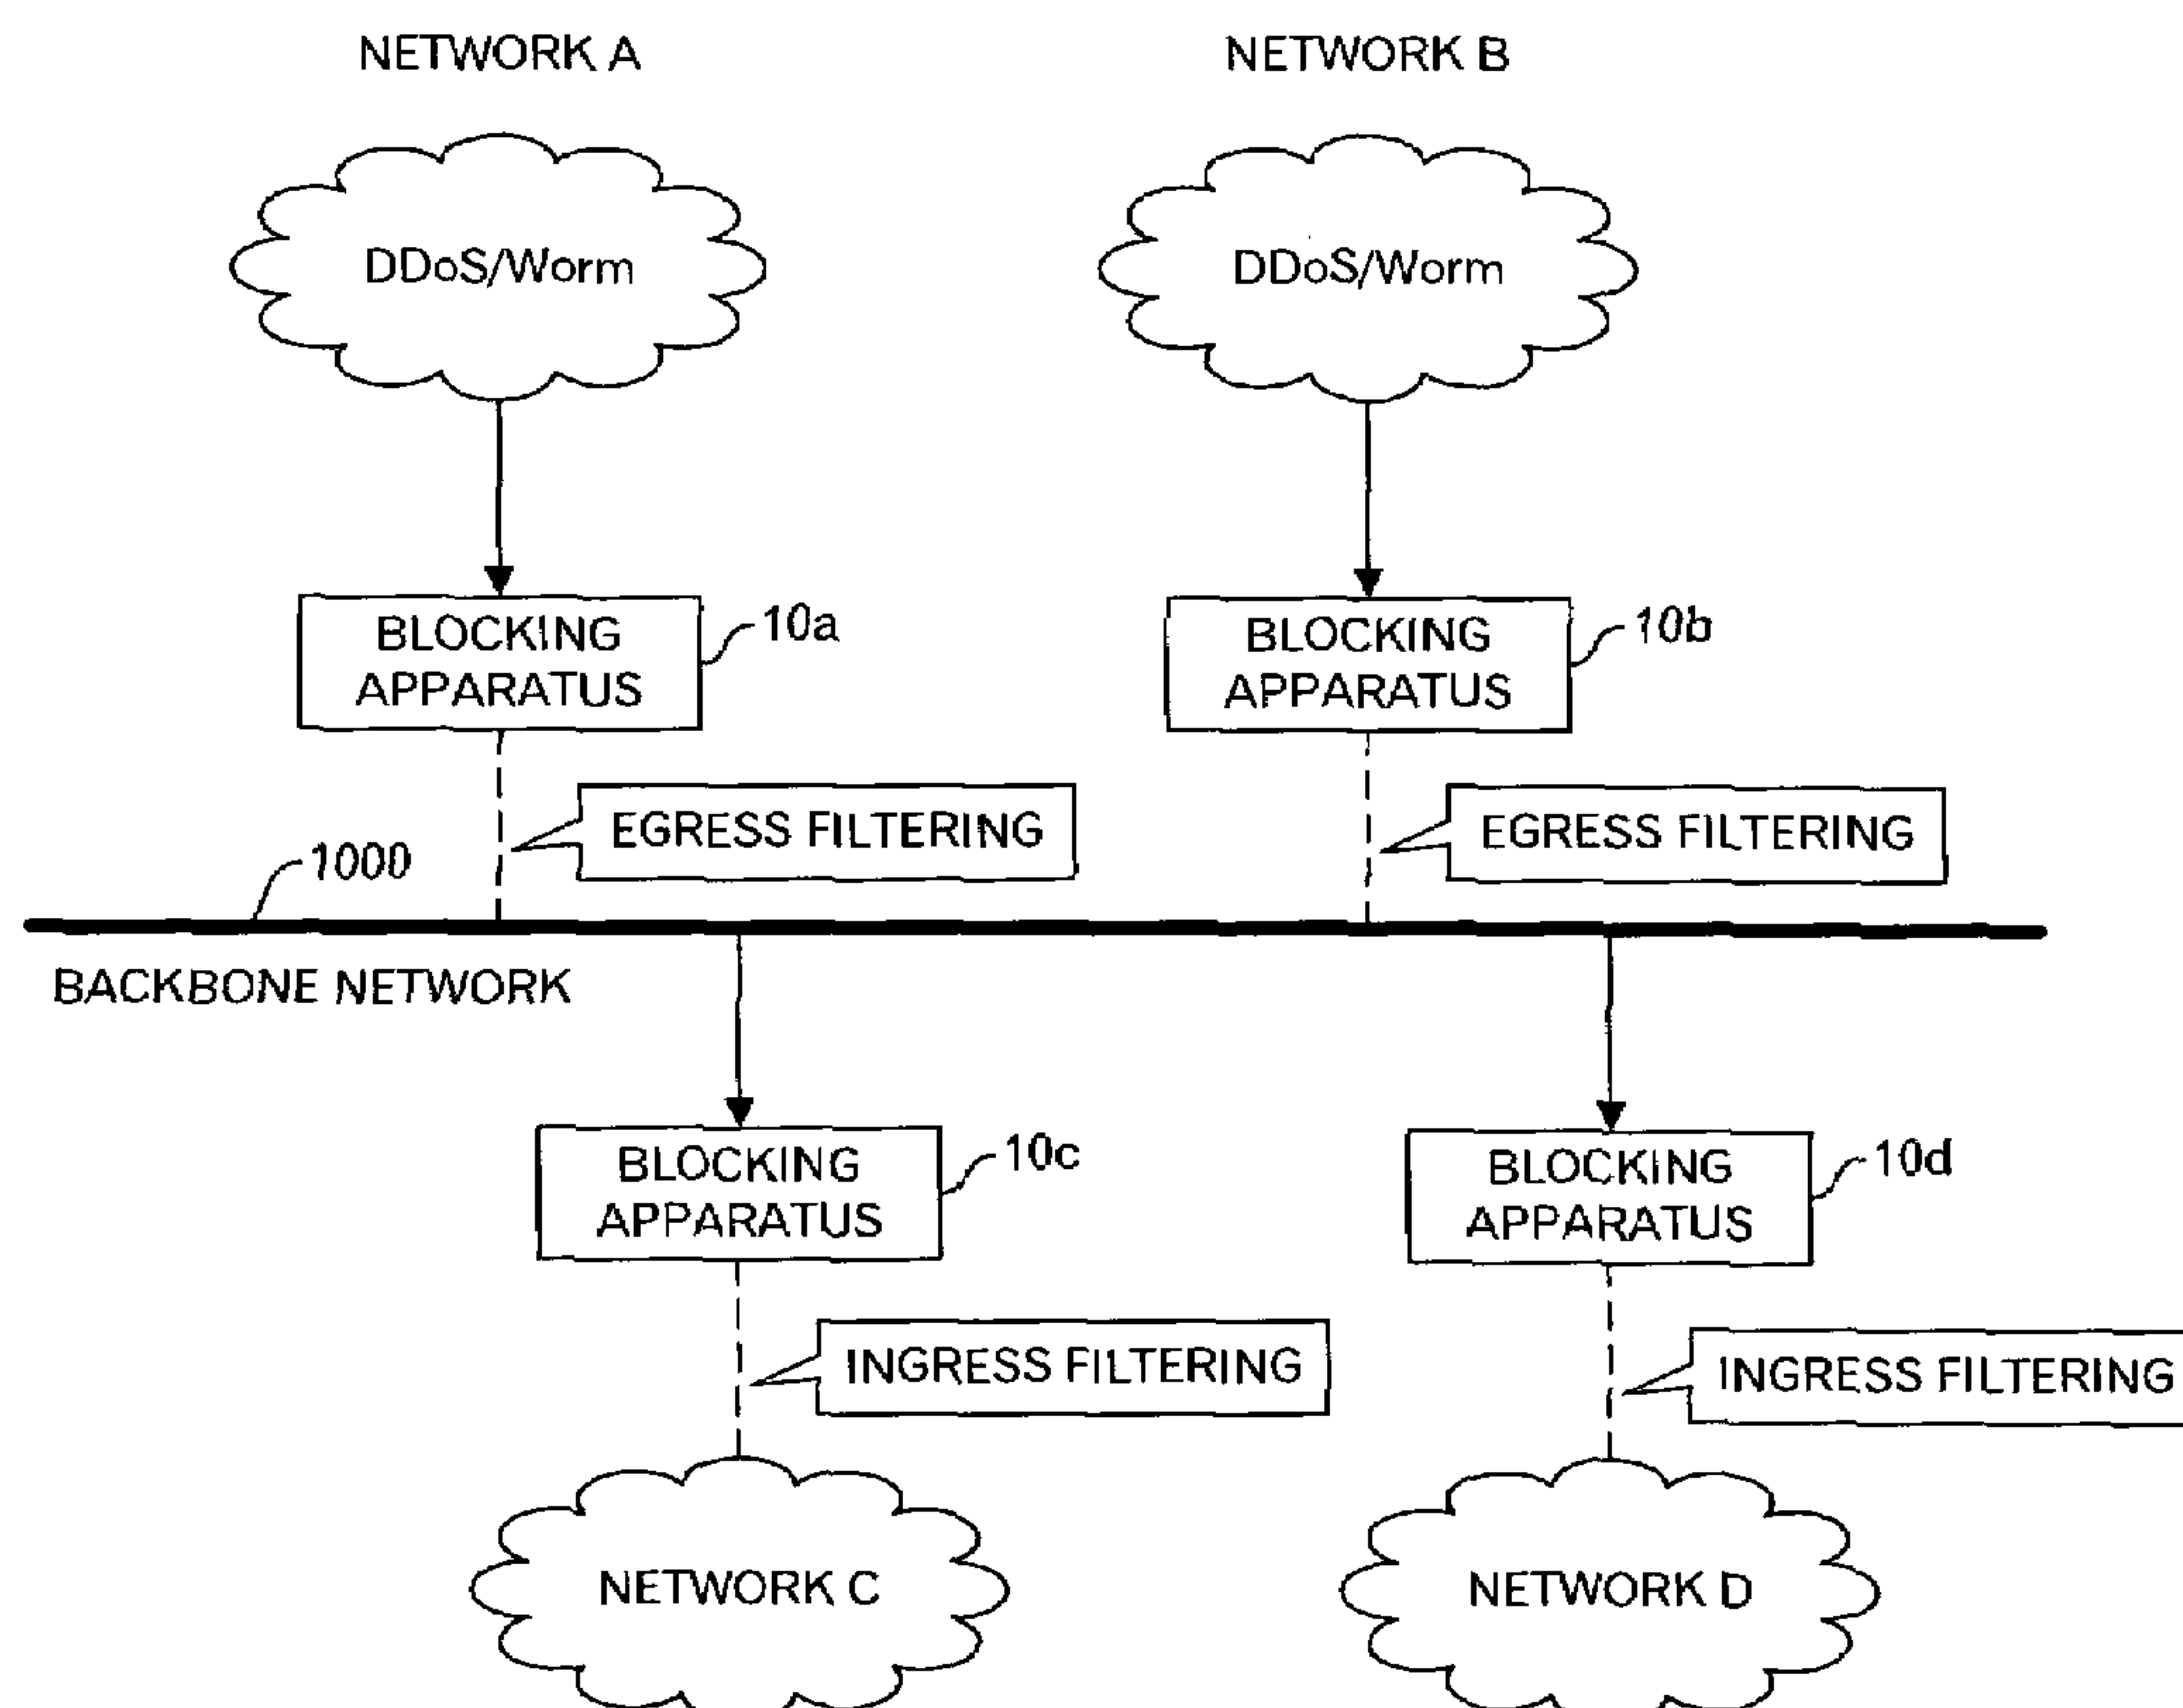 NETWORK A
NETWORK B
DDoS/Worm
DDoS/Worm
BLOCKING
APPARATUS
10a
BLOCKING
APPARATUS
10b
EGRESS FILTERING
EGRESS FILTERING
1000
BACKBONE NETWORK
BLOCKING
APPARATUS
10c
BLOCKING
APPARATUS
10d
INGRESS FILTERING
INGRESS FILTERING
NETWORK C
NETWORK D